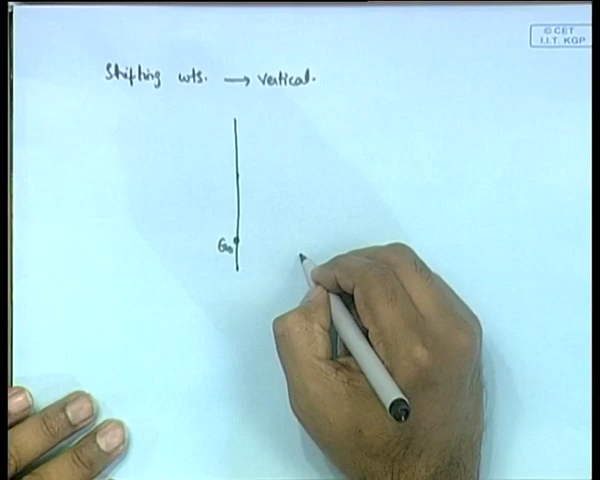 © CET
I.I.T. KGP
Shifting wts. → vertical.
G₀